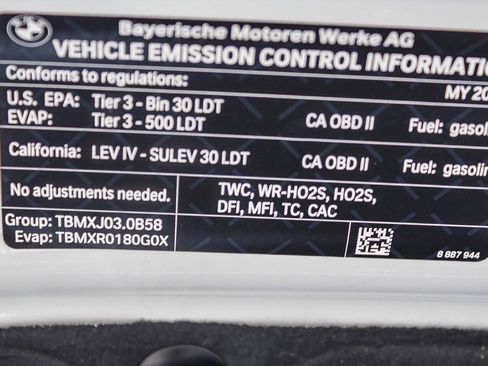 BMW
Bayerische Motoren Werke AG
VEHICLE EMISSION CONTROL INFORMATIO
Conforms to regulations: MY 20
U.S. EPA: Tier 3 - Bin 30 LDT
EVAP: Tier 3 - 500 LDT CA OBD II Fuel: gasoli
California: LEV IV - SULEV 30 LDT CA OBD II Fuel: gasolin
No adjustments needed. TWC, WR-HO2S, HO2S,
DFI, MFI, TC, CAC
Group: TBMXJ03.0B58
Evap: TBMXR0180G0X
8 887 944